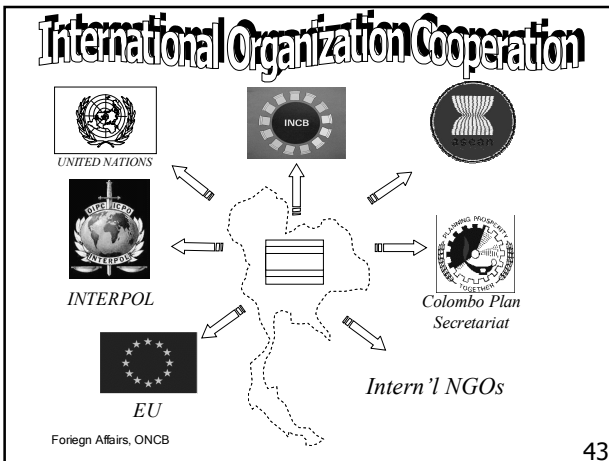 International Organization Cooperation
INCB
asean
UNITED NATIONS
OIPC ICPO
INTERPOL
INTERPOL
PLANNING PROSPERITY
TOGETHER
Colombo Plan
Secretariat
EU
Intern’l NGOs
Foriegn Affairs, ONCB
43